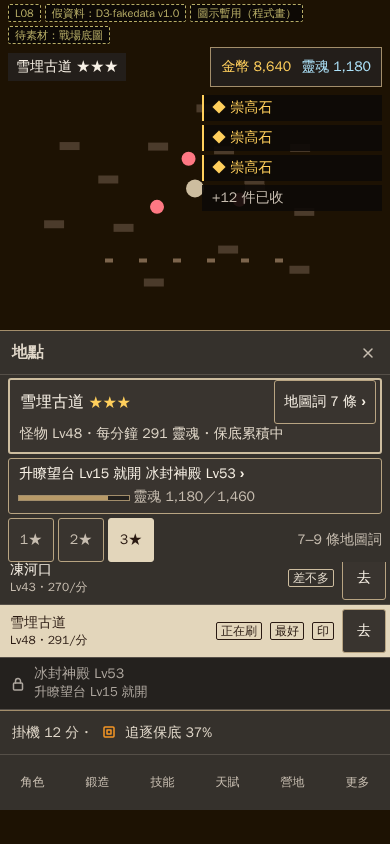 L08
假資料：D3-fakedata v1.0
圖示暫用（程式畫）
待素材：戰場底圖
雪埋古道 ★★★
金幣 8,640 靈魂 1,180
◆ 崇高石
◆ 崇高石
◆ 崇高石
+12 件已收
地點 ×
雪埋古道 ★★★
地圖詞 7 條 ›
怪物 Lv48・每分鐘 291 靈魂・保底累積中
升瞭望台 Lv15 就開 冰封神殿 Lv53 ›
靈魂 1,180／1,460
1★ 2★ 3★ 7–9 條地圖詞
凍河口
Lv43・270/分
差不多 去
雪埋古道
Lv48・291/分
正在刷 最好 印 去
冰封神殿 Lv53
升瞭望台 Lv15 就開
掛機 12 分・ 追逐保底 37%
角色 鍛造 技能 天賦 營地 更多